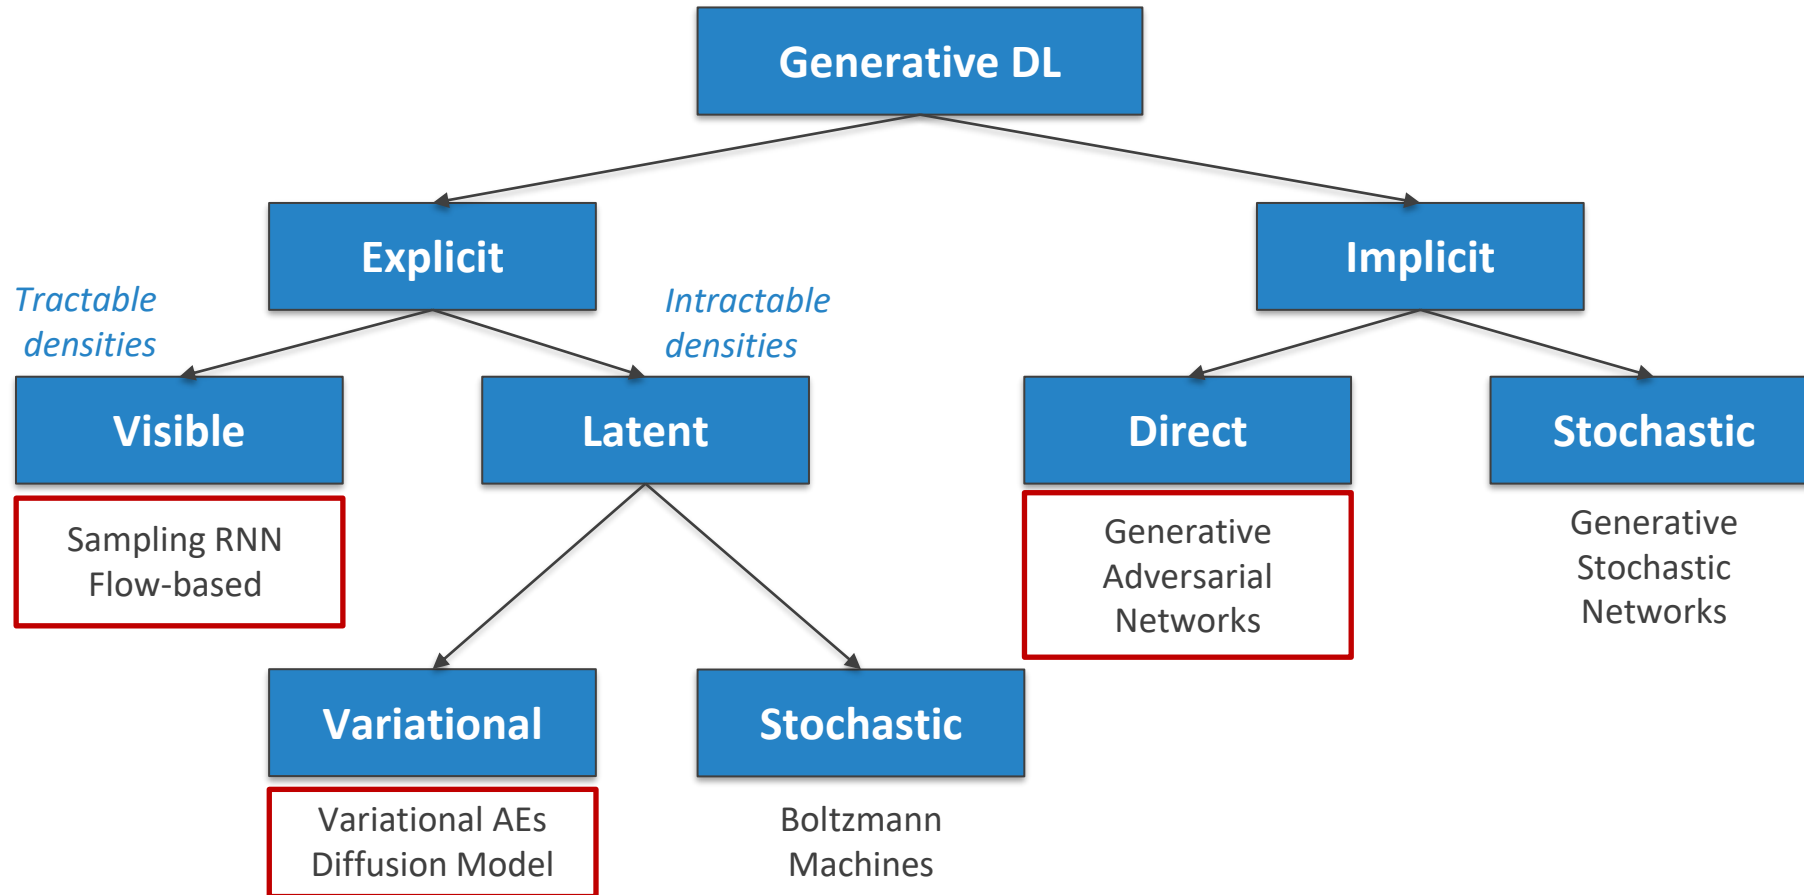 Generative DL
Explicit
Implicit
Tractable
densities
Intractable
densities
Visible
Latent
Direct
Stochastic
Sampling RNN
Flow-based
Generative
Adversarial
Networks
Generative
Stochastic
Networks
Variational
Stochastic
Variational AEs
Diffusion Model
Boltzmann
Machines